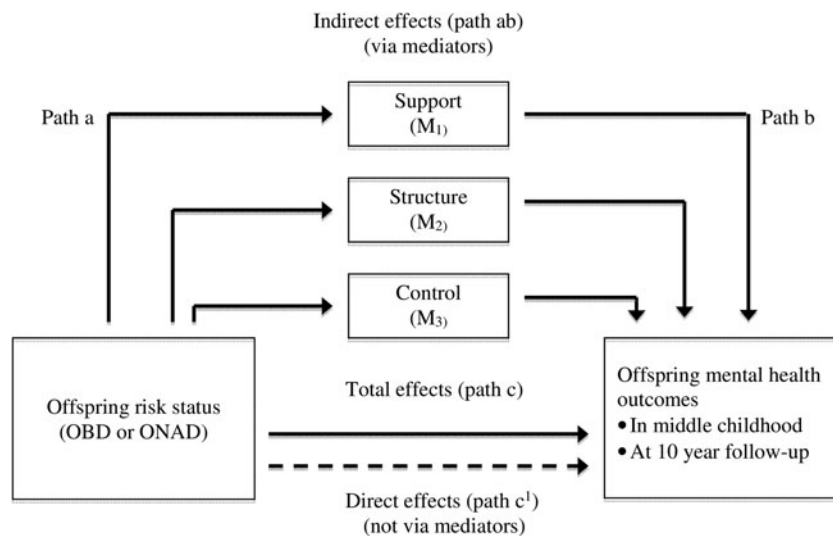 Indirect effects (path ab)
(via mediators)
Path a
Support
(M₁)
Path b
Structure
(M₂)
Control
(M₃)
Offspring risk status
(OBD or ONAD)
Total effects (path c)
Direct effects (path c¹)
(not via mediators)
Offspring mental health
outcomes
• In middle childhood
• At 10 year follow-up